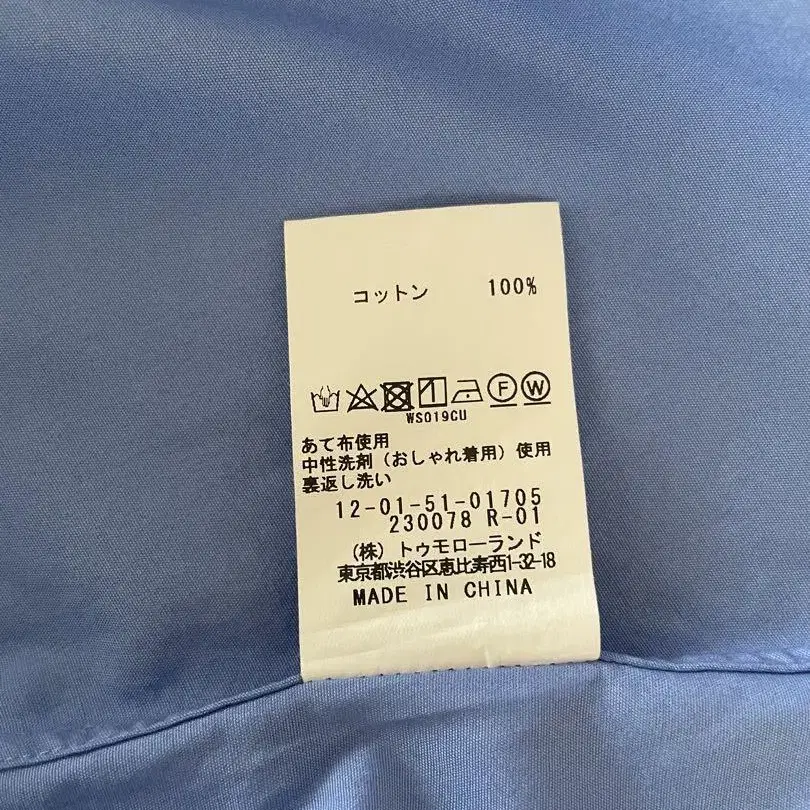 コットン 100%
F W
WS019CU
あて布使用
中性洗剤（おしゃれ着用）使用
裏返し洗い
12-01-51-01705
230078 R-01
（株）トゥモローランド
東京都渋谷区恵比寿西1-32-18
MADE IN CHINA